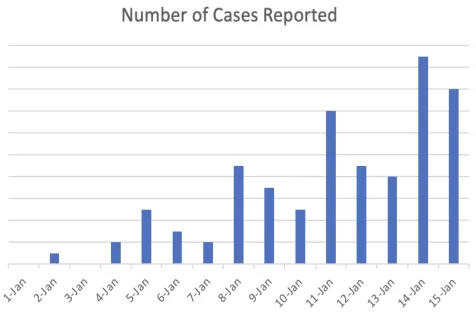 Number of Cases Reported
1-Jan
2-Jan
3-Jan
4-Jan
5-Jan
6-Jan
7-Jan
8-Jan
9-Jan
10-Jan
11-Jan
12-Jan
13-Jan
14-Jan
15-Jan